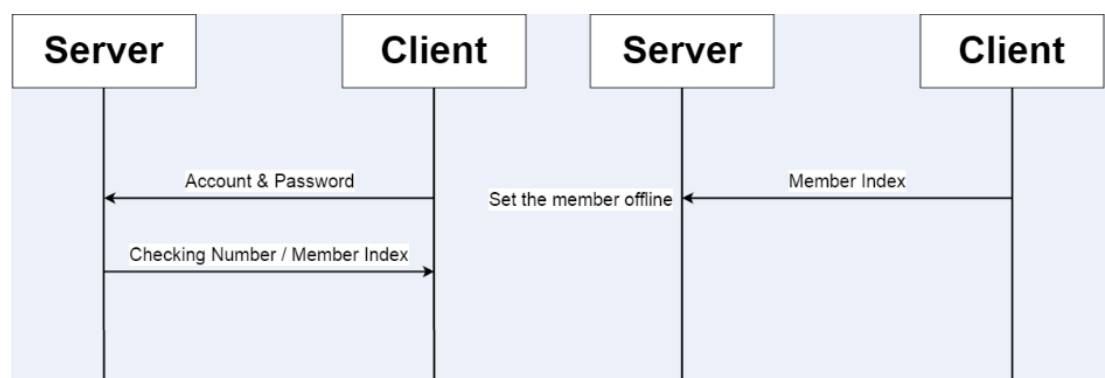 Server
Client
Server
Client
Account & Password
Checking Number / Member Index
Member Index
Set the member offline